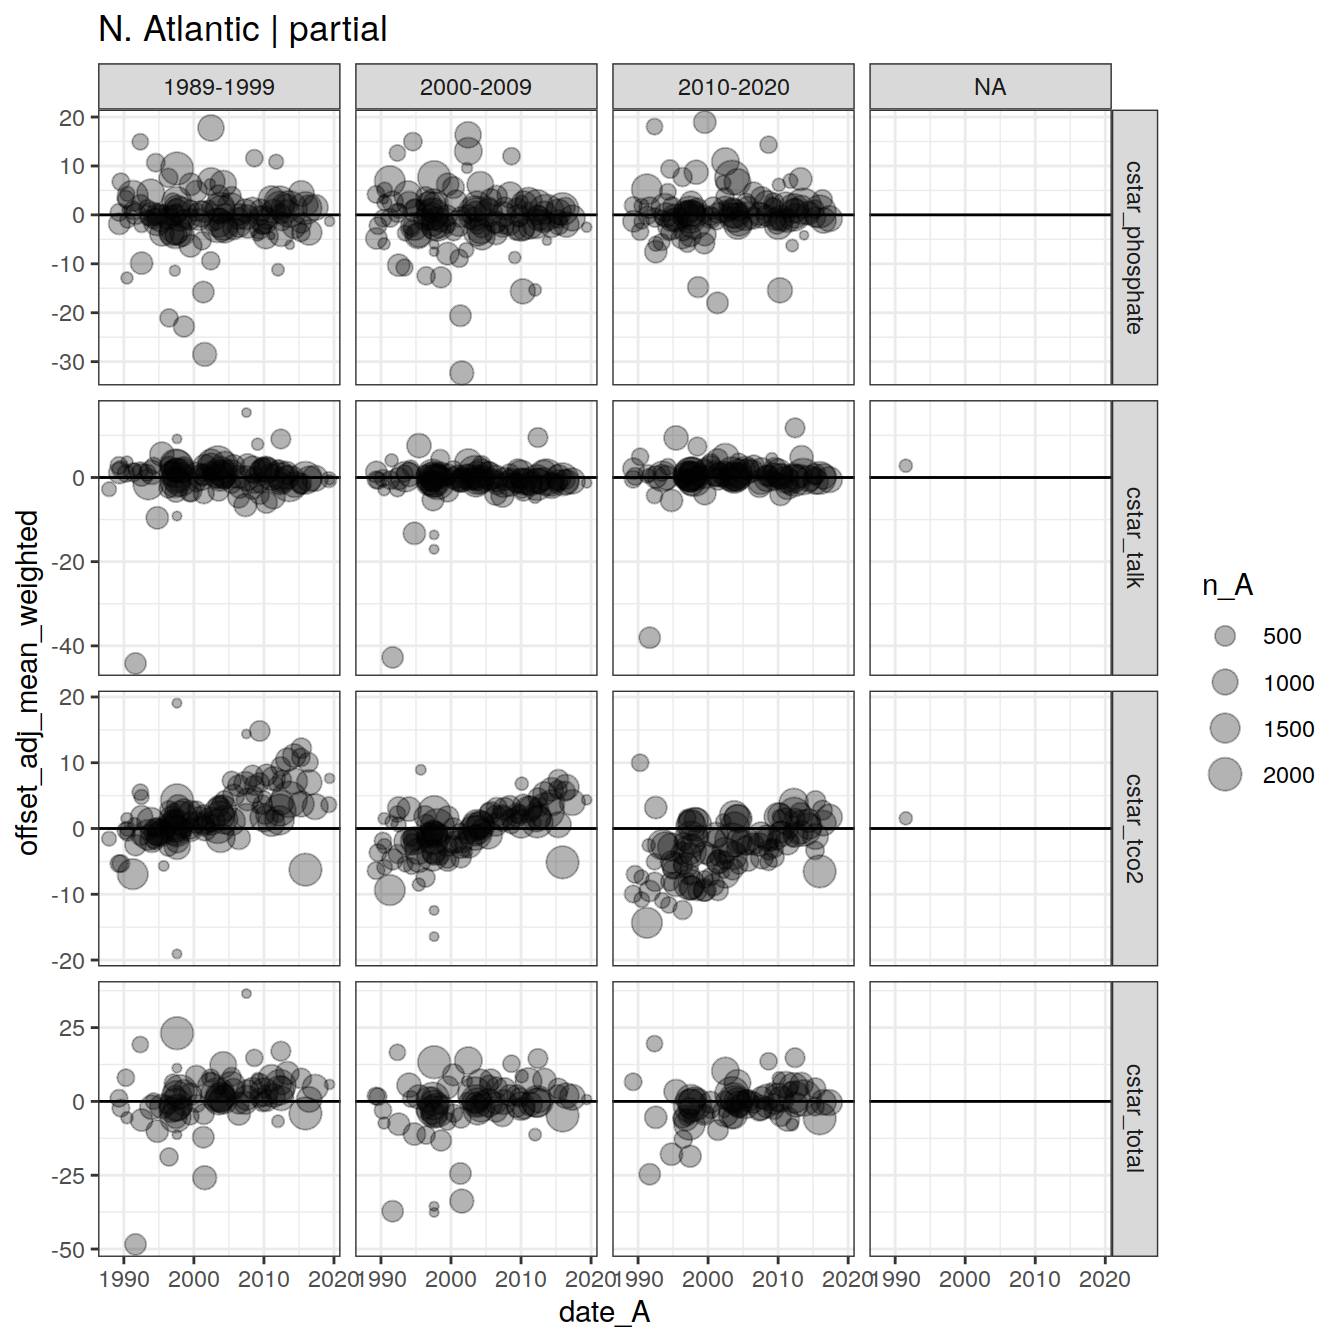 N. Atlantic | partial
1989-1999
2000-2009
2010-2020
NA
20
10
0
-10
-20
-30
cstar_phosphate
0
-20
-40
cstar_talk
20
10
0
-10
-20
cstar_tco2
25
0
-25
-50
cstar_total
offset_adj_mean_weighted
1990 2000 2010 2020
1990 2000 2010 2020
1990 2000 2010 2020
1990 2000 2010 2020
date_A
n_A
500
1000
1500
2000